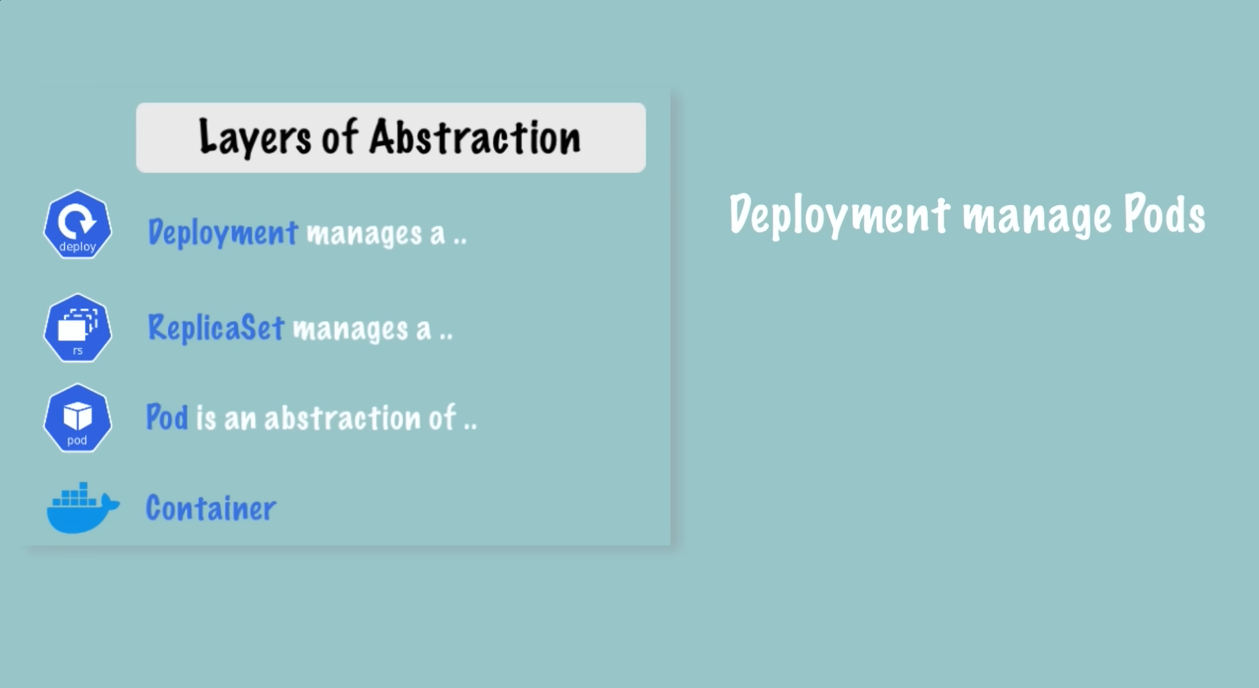 Layers of Abstraction
deploy
Deployment manages a ..
rs
ReplicaSet manages a ..
pod
Pod is an abstraction of ..
Container
Deployment manage Pods